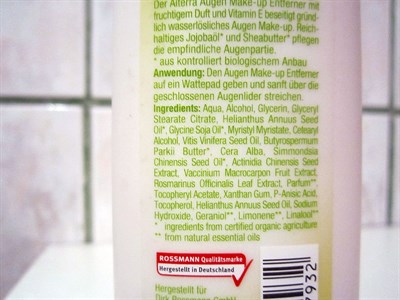 Der Alterra Augen Make-up Entferner mit
fruchtigem Duft und Vitamin E beseitigt gründ-
lich wasserlösliches Augen Make-up. Reich-
haltiges Jojobaöl* und Sheabutter* pflegen
die empfindliche Augenpartie.
* aus kontrolliert biologischem Anbau
Anwendung: Den Augen Make-up Entferner
auf ein Wattepad geben und sanft über die
geschlossenen Augenlider streichen.
Ingredients: Aqua, Alcohol, Glycerin, Glyceryl
Stearate Citrate, Helianthus Annuus Seed
Oil*, Glycine Soja Oil*, Myristyl Myristate, Cetearyl
Alcohol, Vitis Vinifera Seed Oil, Butyrospermum
Parkii Butter*, Cera Alba, Simmondsia
Chinensis Seed Oil*, Actinidia Chinensis Seed
Extract, Vaccinium Macrocarpon Fruit Extract,
Rosmarinus Officinalis Leaf Extract, Parfum**,
Tocopheryl Acetate, Xanthan Gum, P-Anisic Acid,
Tocopherol, Helianthus Annuus Seed Oil, Sodium
Hydroxide, Geraniol**, Limonene**, Linalool**
* ingredients from certified organic agriculture
** from natural essential oils
ROSSMANN Qualitätsmarke
Hergestellt in Deutschland
Hergestellt für
Dirk Rossmann GmbH
7932